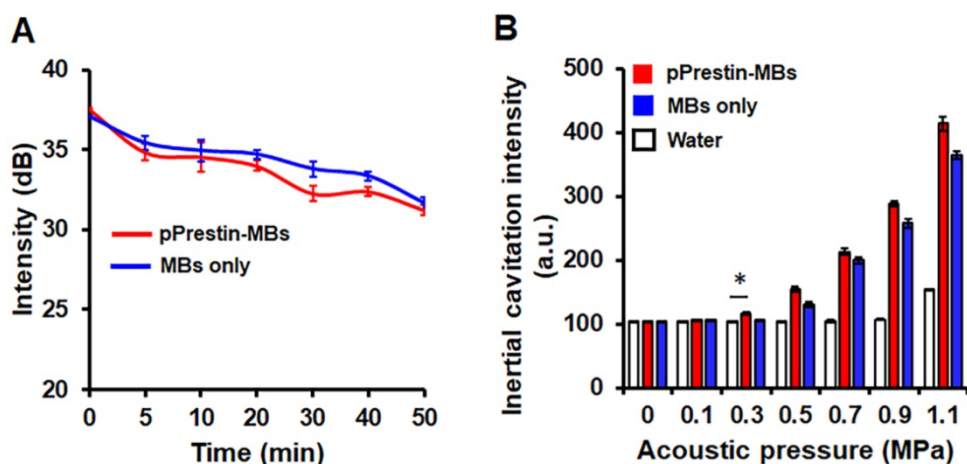 A
40
35
30
25
20
Intensity (dB)
pPrestin-MBs
MBs only
0 5 10 20 30 40 50
Time (min)
B
500
400
300
200
100
0
Inertial cavitation intensity
(a.u.)
pPrestin-MBs
MBs only
Water
*
0 0.1 0.3 0.5 0.7 0.9 1.1
Acoustic pressure (MPa)